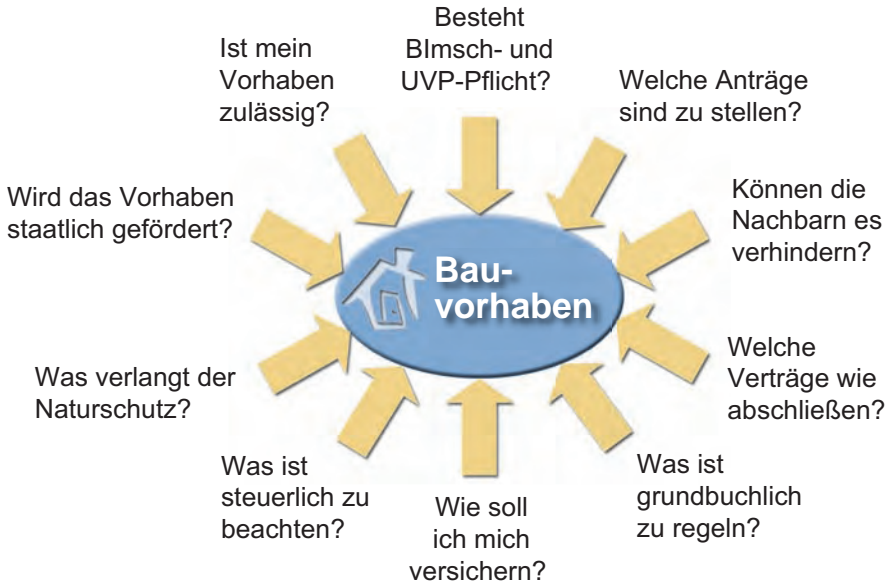 Besteht
BImsch- und
UVP-Pflicht?
Ist mein
Vorhaben
zulässig?
Welche Anträge
sind zu stellen?
Wird das Vorhaben
staatlich gefördert?
Können die
Nachbarn es
verhindern?
Bau-
vorhaben
Was verlangt der
Naturschutz?
Welche
Verträge wie
abschließen?
Was ist
steuerlich zu
beachten?
Wie soll
ich mich
versichern?
Was ist
grundbuchlich
zu regeln?